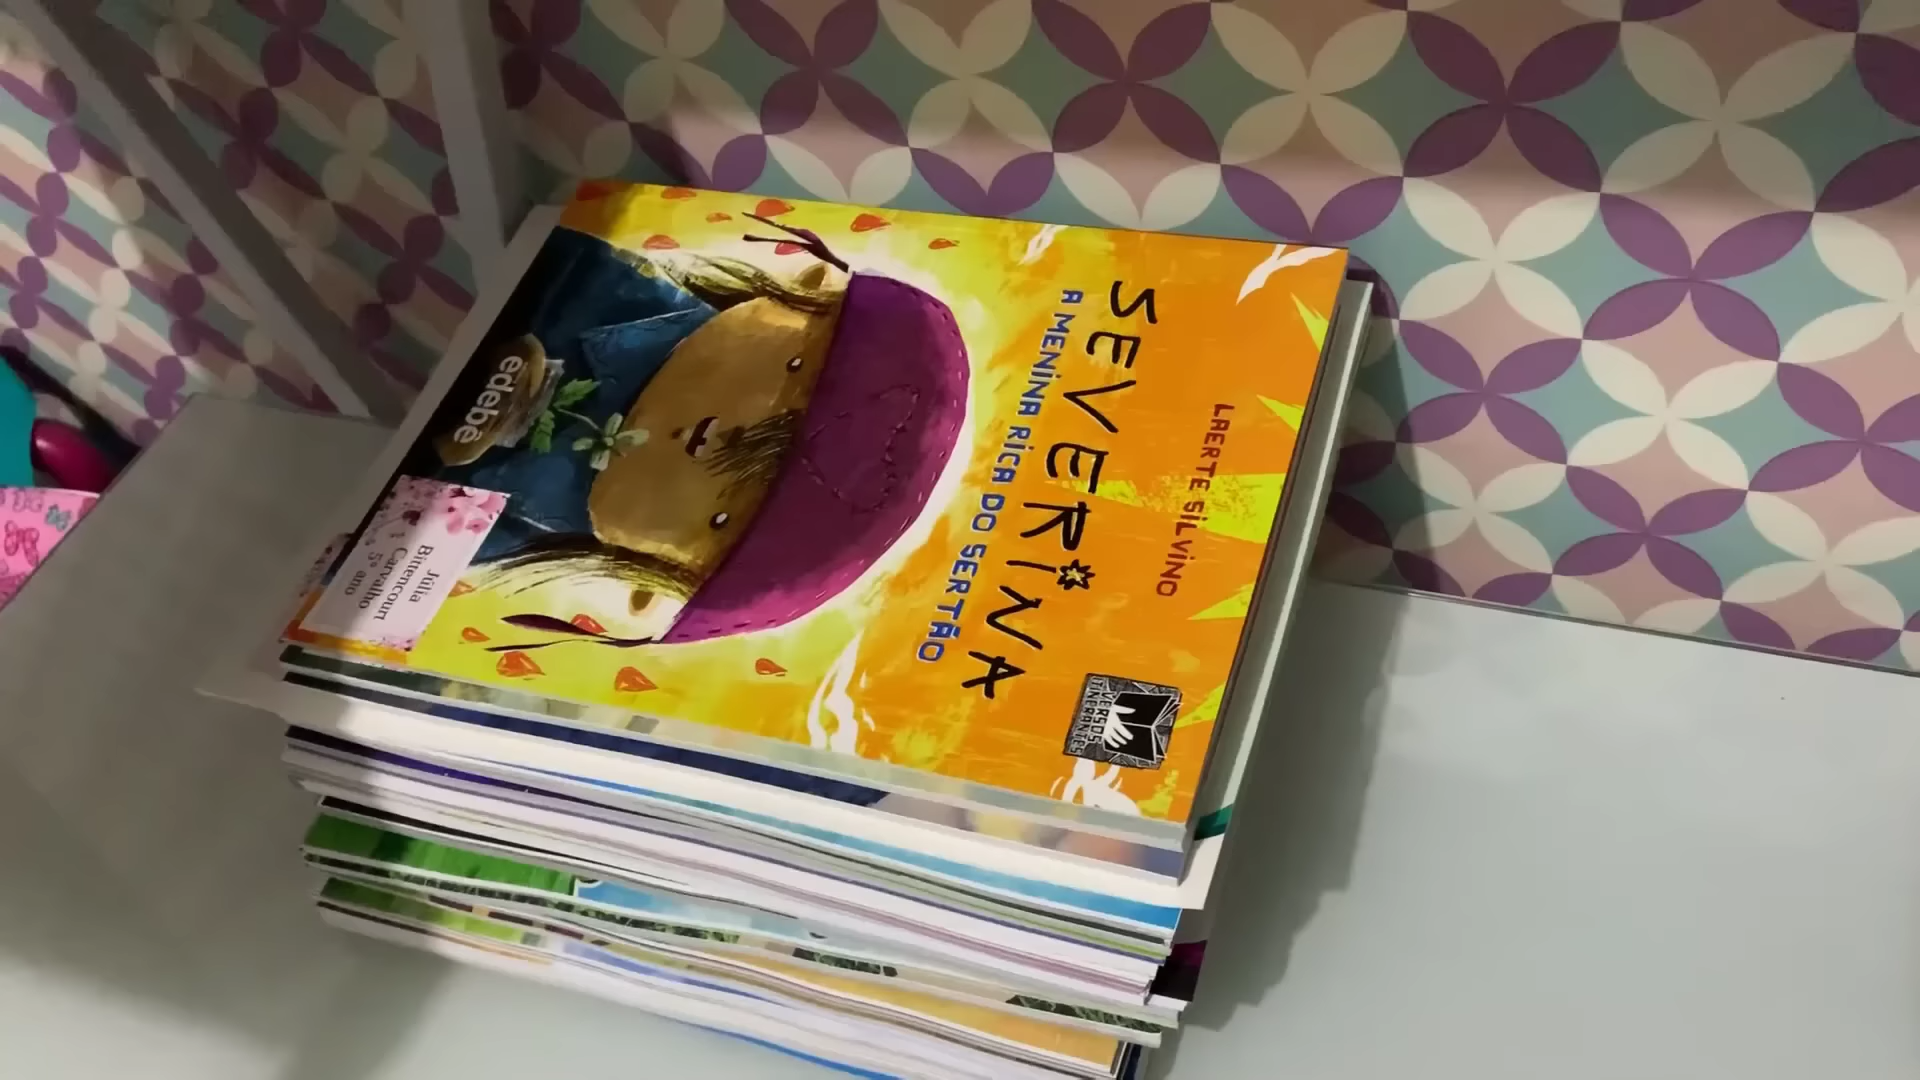 LAERTE SILVINO
SEVERINA
A MENINA RICA DO SERTÃO
VERSOS
ITINERANTES
edebê
Júlia
Bittencourt
Carvalho
5º ano